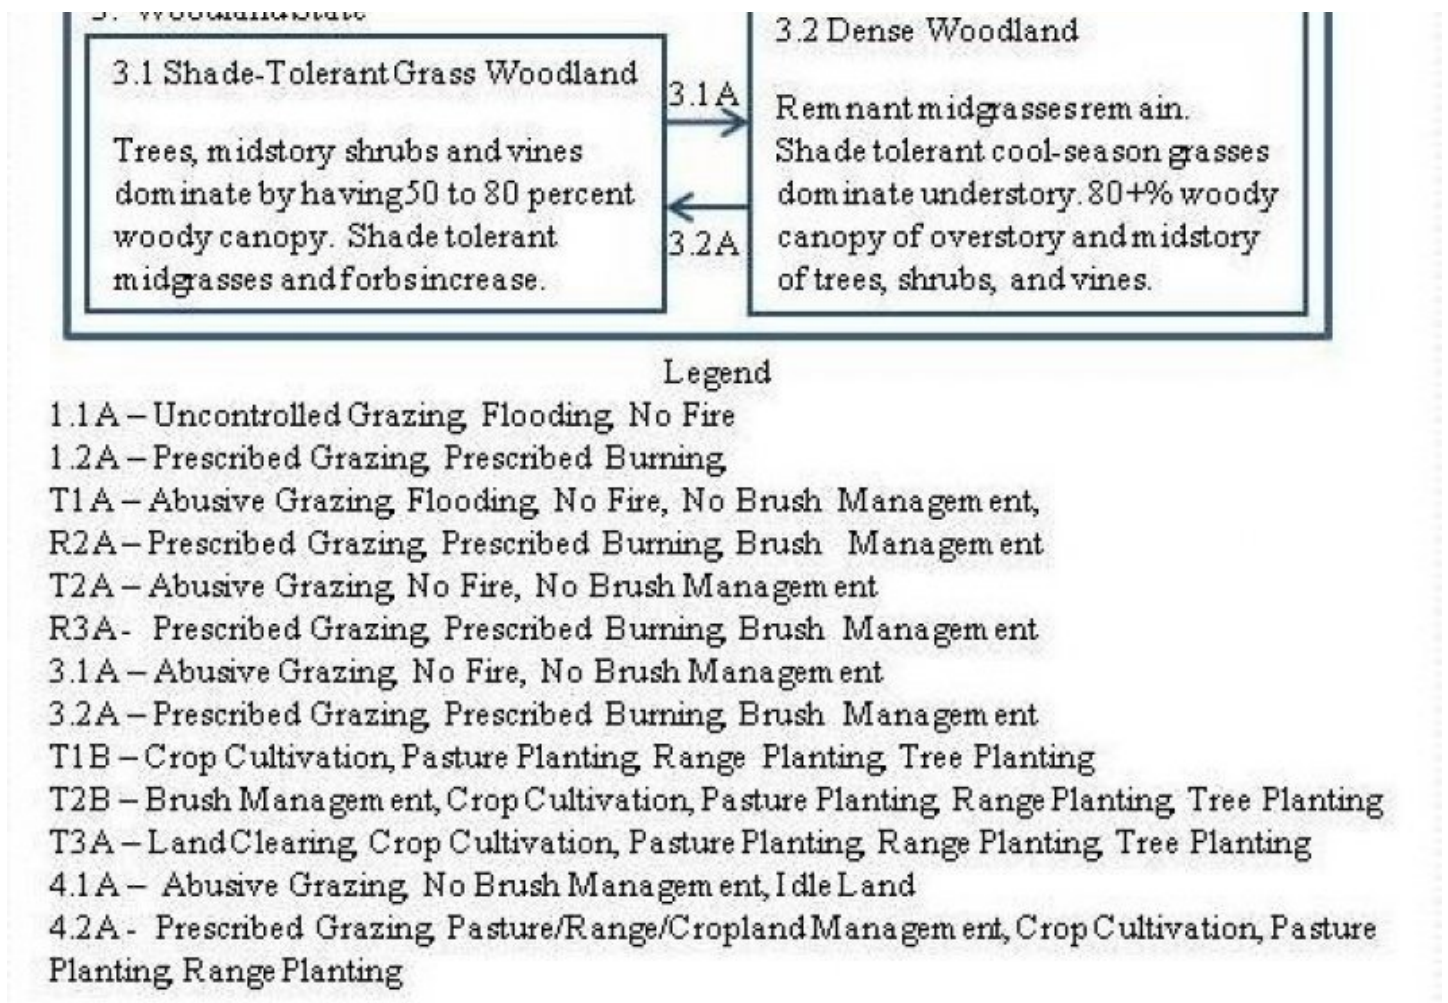 3. Woodland State
3.1 Shade-Tolerant Grass Woodland
Trees, midstory shrubs and vines
dominate by having 50 to 80 percent
woody canopy. Shade tolerant
midgrasses and forbs increase.
3.1A
3.2A
3.2 Dense Woodland
Remnant midgrasses remain.
Shade tolerant cool-season grasses
dominate understory. 80+% woody
canopy of overstory and midstory
of trees, shrubs, and vines.
Legend
1.1A – Uncontrolled Grazing, Flooding, No Fire
1.2A – Prescribed Grazing, Prescribed Burning,
T1A – Abusive Grazing, Flooding, No Fire, No Brush Management,
R2A – Prescribed Grazing, Prescribed Burning, Brush Management
T2A – Abusive Grazing, No Fire, No Brush Management
R3A- Prescribed Grazing, Prescribed Burning, Brush Management
3.1A – Abusive Grazing, No Fire, No Brush Management
3.2A – Prescribed Grazing, Prescribed Burning, Brush Management
T1B – Crop Cultivation, Pasture Planting, Range Planting, Tree Planting
T2B – Brush Management, Crop Cultivation, Pasture Planting, Range Planting, Tree Planting
T3A – Land Clearing, Crop Cultivation, Pasture Planting, Range Planting, Tree Planting
4.1A – Abusive Grazing, No Brush Management, Idle Land
4.2A - Prescribed Grazing, Pasture/Range/Cropland Management, Crop Cultivation, Pasture
Planting, Range Planting